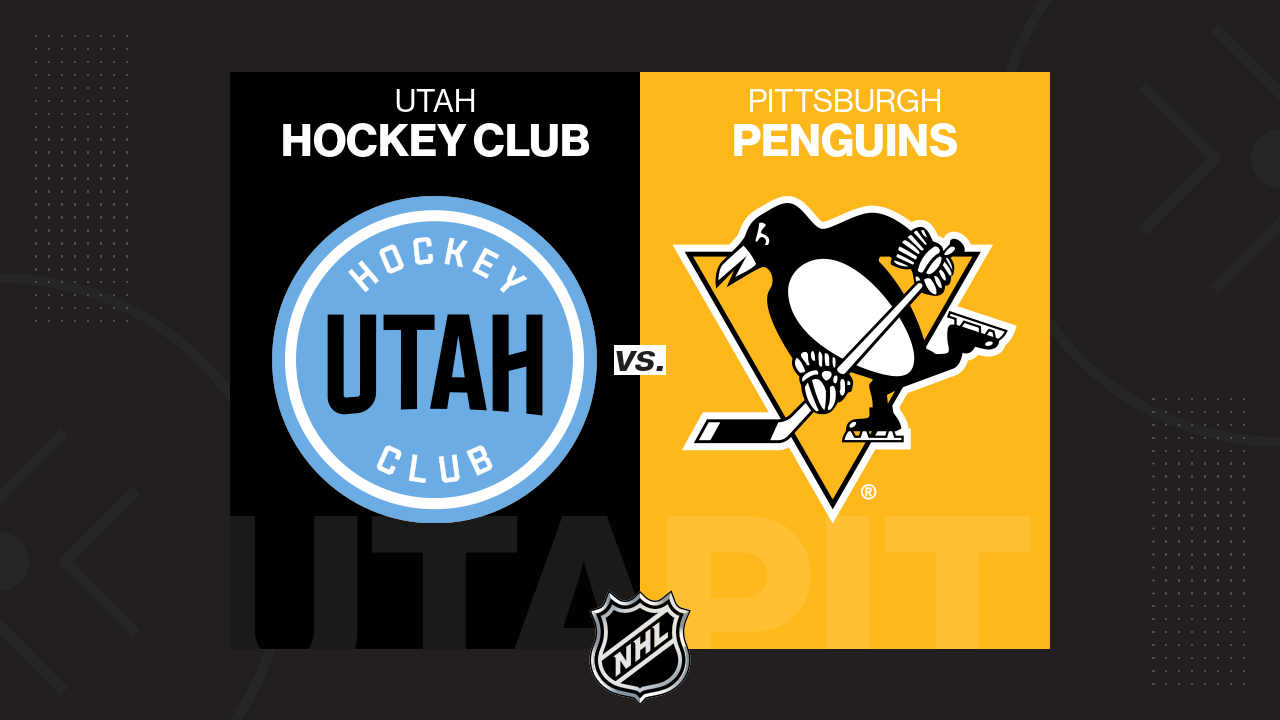 UTAH
HOCKEY CLUB
HOCKEY
UTAH
CLUB
vs.
PITTSBURGH
PENGUINS
®
UTA
PIT
NHL